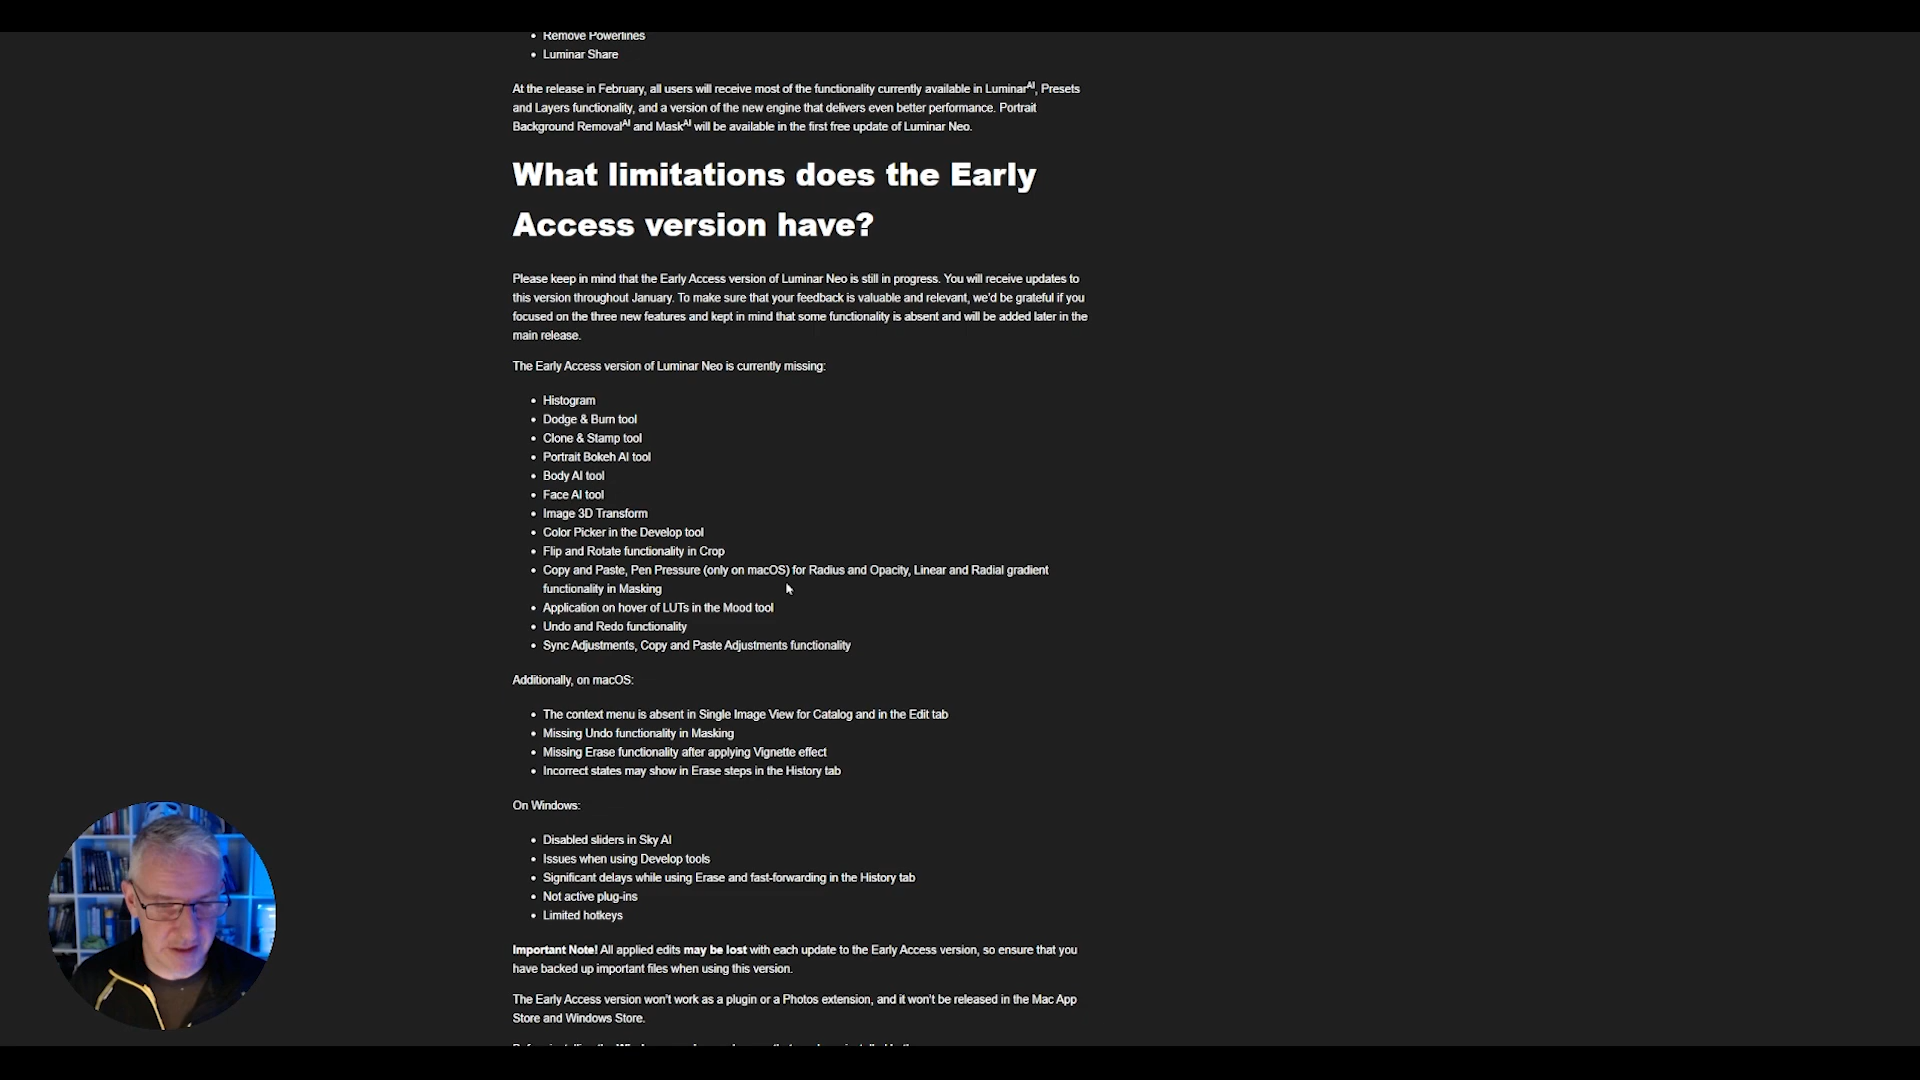 Remove Powerlines
Luminar Share
At the release in February, all users will receive most of the functionality currently available in LuminarAI, Presets
and Layers functionality, and a version of the new engine that delivers even better performance. Portrait
Background RemovalAI and MaskAI will be available in the first free update of Luminar Neo.
What limitations does the Early
Access version have?
Please keep in mind that the Early Access version of Luminar Neo is still in progress. You will receive updates to
this version throughout January. To make sure that your feedback is valuable and relevant, we'd be grateful if you
focused on the three new features and kept in mind that some functionality is absent and will be added later in the
main release.
The Early Access version of Luminar Neo is currently missing:
Histogram
Dodge & Burn tool
Clone & Stamp tool
Portrait Bokeh AI tool
Body AI tool
Face AI tool
Image 3D Transform
Color Picker in the Develop tool
Flip and Rotate functionality in Crop
Copy and Paste, Pen Pressure (only on macOS) for Radius and Opacity, Linear and Radial gradient
functionality in Masking
Application on hover of LUTs in the Mood tool
Undo and Redo functionality
Sync Adjustments, Copy and Paste Adjustments functionality
Additionally, on macOS:
The context menu is absent in Single Image View for Catalog and in the Edit tab
Missing Undo functionality in Masking
Missing Erase functionality after applying Vignette effect
Incorrect states may show in Erase steps in the History tab
On Windows:
Disabled sliders in Sky AI
Issues when using Develop tools
Significant delays while using Erase and fast-forwarding in the History tab
Not active plug-ins
Limited hotkeys
Important Note! All applied edits may be lost with each update to the Early Access version, so ensure that you
have backed up important files when using this version.
The Early Access version won't work as a plugin or a Photos extension, and it won't be released in the Mac App
Store and Windows Store.